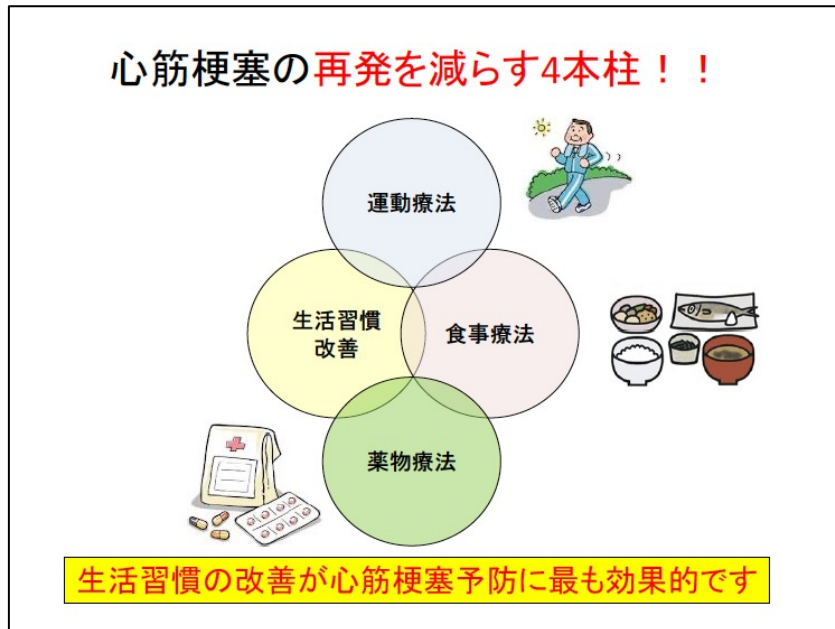 心筋梗塞の再発を減らす4本柱！！
運動療法
生活習慣
改善
食事療法
薬物療法
生活習慣の改善が心筋梗塞予防に最も効果的です